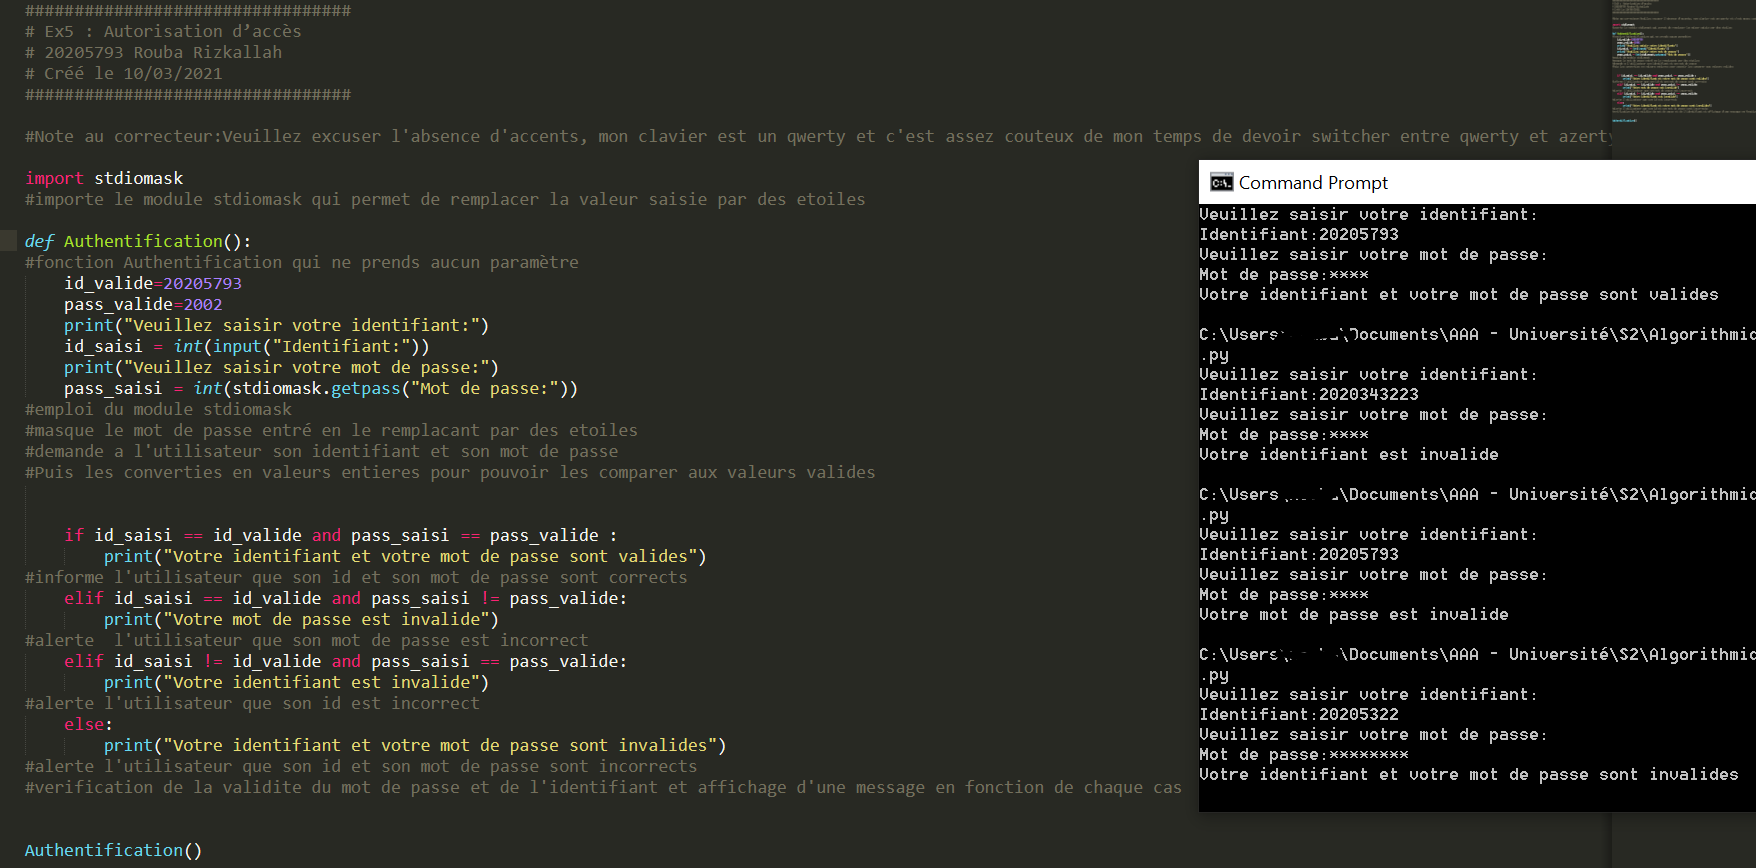 #################################
# Ex5 : Autorisation d’accès
# 20205793 Rouba Rizkallah
# Créé le 10/03/2021
#################################
#Note au correcteur:Veuillez excuser l'absence d'accents, mon clavier est un qwerty et c'est assez couteux de mon temps de devoir switcher entre qwerty et azerty
import stdiomask
#importe le module stdiomask qui permet de remplacer la valeur saisie par des etoiles
def Authentification():
#fonction Authentification qui ne prends aucun paramètre
    id_valide=20205793
    pass_valide=2002
    print("Veuillez saisir votre identifiant:")
    id_saisi = int(input("Identifiant:"))
    print("Veuillez saisir votre mot de passe:")
    pass_saisi = int(stdiomask.getpass("Mot de passe:"))
#emploi du module stdiomask
#masque le mot de passe entré en le remplacant par des etoiles
#demande a l'utilisateur son identifiant et son mot de passe
#Puis les converties en valeurs entieres pour pouvoir les comparer aux valeurs valides
    if id_saisi == id_valide and pass_saisi == pass_valide :
        print("Votre identifiant et votre mot de passe sont valides")
#informe l'utilisateur que son id et son mot de passe sont corrects
    elif id_saisi == id_valide and pass_saisi != pass_valide:
        print("Votre mot de passe est invalide")
#alerte  l'utilisateur que son mot de passe est incorrect
    elif id_saisi != id_valide and pass_saisi == pass_valide:
        print("Votre identifiant est invalide")
#alerte l'utilisateur que son id est incorrect
    else:
        print("Votre identifiant et votre mot de passe sont invalides")
#alerte l'utilisateur que son id et son mot de passe sont incorrects
#verification de la validite du mot de passe et de l'identifiant et affichage d'une message en fonction de chaque cas
Authentification()
Command Prompt
Veuillez saisir votre identifiant:
Identifiant:20205793
Veuillez saisir votre mot de passe:
Mot de passe:****
Votre identifiant et votre mot de passe sont valides
C:\Users \Documents\AAA - Université\S2\Algorithmic
.py
Veuillez saisir votre identifiant:
Identifiant:2020343223
Veuillez saisir votre mot de passe:
Mot de passe:****
Votre identifiant est invalide
C:\Users \Documents\AAA - Université\S2\Algorithmic
.py
Veuillez saisir votre identifiant:
Identifiant:20205793
Veuillez saisir votre mot de passe:
Mot de passe:****
Votre mot de passe est invalide
C:\Users \Documents\AAA - Université\S2\Algorithmic
.py
Veuillez saisir votre identifiant:
Identifiant:20205322
Veuillez saisir votre mot de passe:
Mot de passe:********
Votre identifiant et votre mot de passe sont invalides